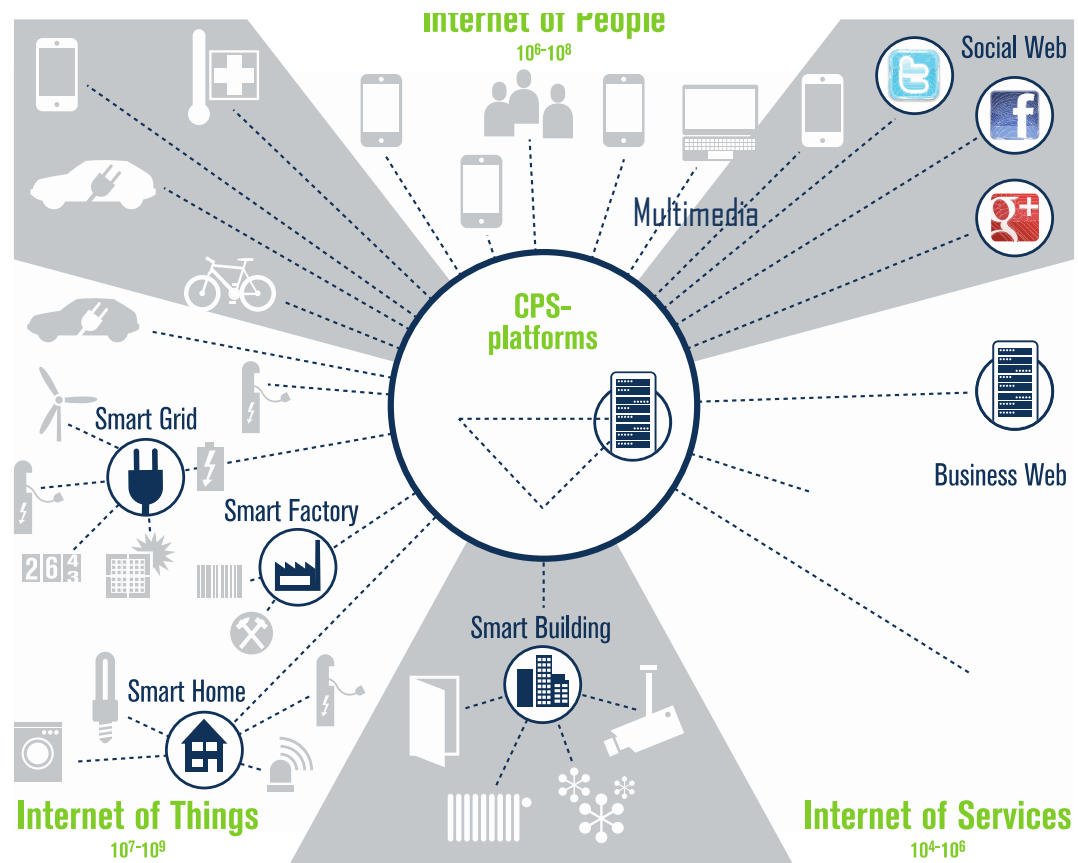 Internet of People
10⁶-10⁸
Social Web
Multimedia
CPS-
platforms
Smart Grid
Business Web
Smart Factory
263
4
Smart Building
Smart Home
Internet of Things
10⁷-10⁹
Internet of Services
10⁴-10⁶
t
f
g+